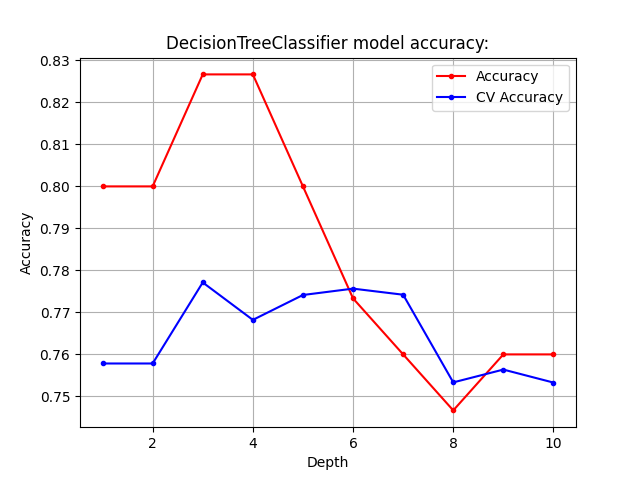 DecisionTreeClassifier model accuracy:
Accuracy
CV Accuracy
0.83
0.82
0.81
0.80
0.79
0.78
0.77
0.76
0.75
Accuracy
2 4 6 8 10
Depth